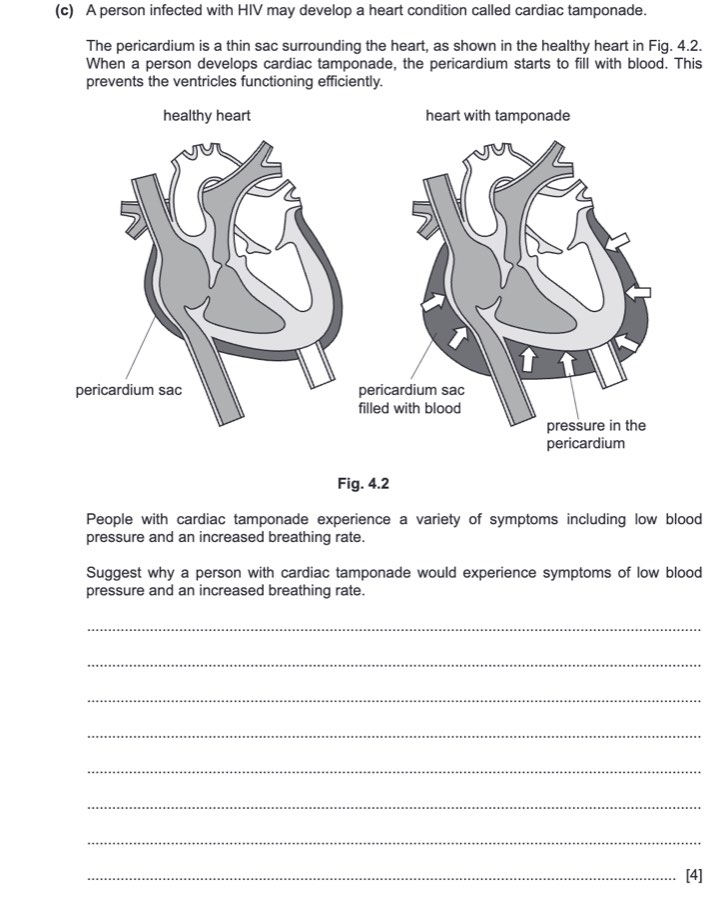 (c) A person infected with HIV may develop a heart condition called cardiac tamponade.
The pericardium is a thin sac surrounding the heart, as shown in the healthy heart in Fig. 4.2.
When a person develops cardiac tamponade, the pericardium starts to fill with blood. This
prevents the ventricles functioning efficiently.
healthy heart
heart with tamponade
pericardium sac
pericardium sac
filled with blood
pressure in the
pericardium
Fig. 4.2
People with cardiac tamponade experience a variety of symptoms including low blood
pressure and an increased breathing rate.
Suggest why a person with cardiac tamponade would experience symptoms of low blood
pressure and an increased breathing rate.
[4]